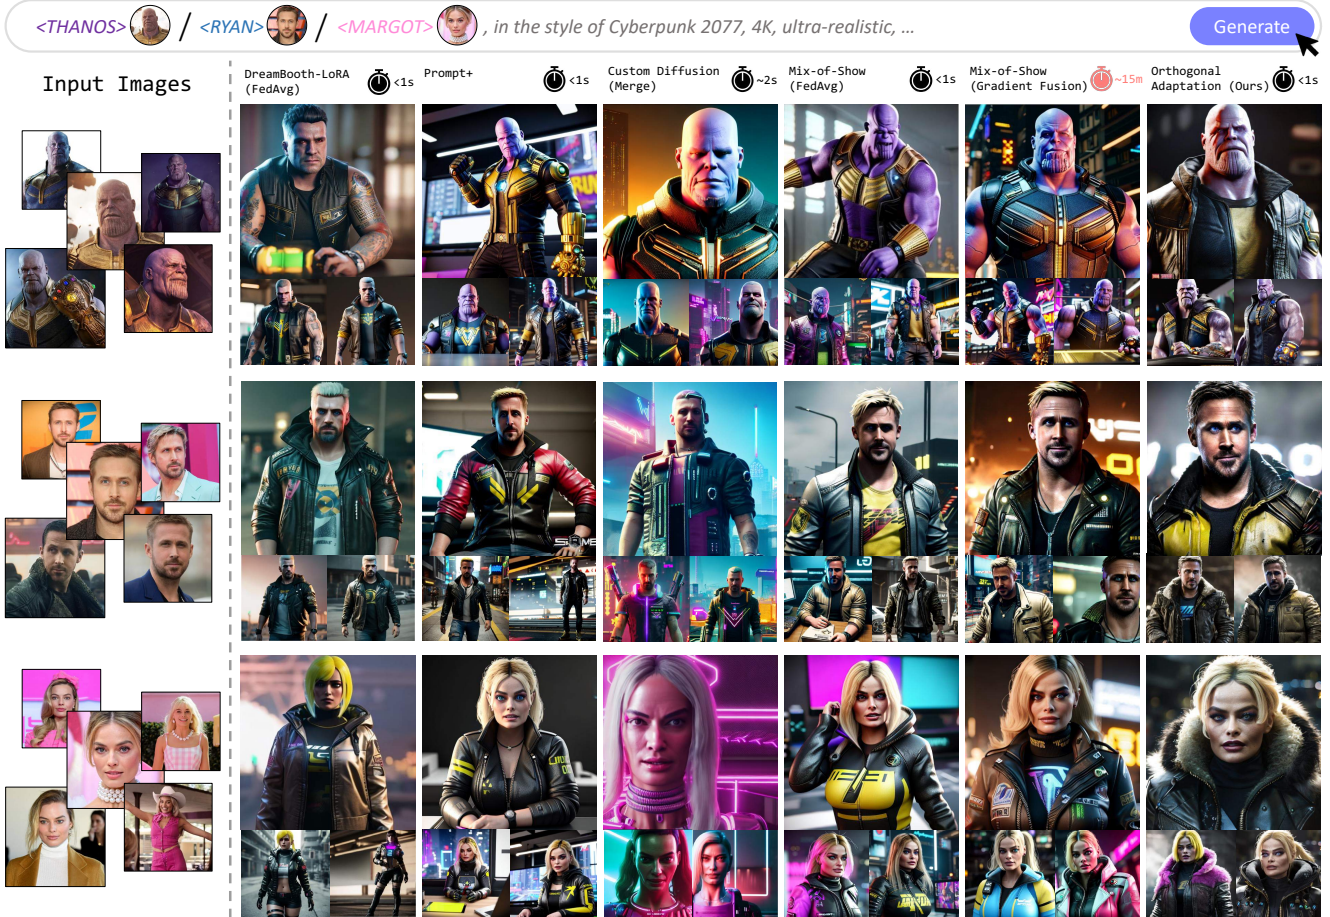 <THANOS> / <RYAN> / <MARGOT> , in the style of Cyberpunk 2077, 4K, ultra-realistic, …
Generate
Input Images
DreamBooth-LoRA
(FedAvg)
<1s
Prompt+
<1s
Custom Diffusion
(Merge)
~2s
Mix-of-Show
(FedAvg)
<1s
Mix-of-Show
(Gradient Fusion)
~15m
Orthogonal
Adaptation (Ours)
<1s